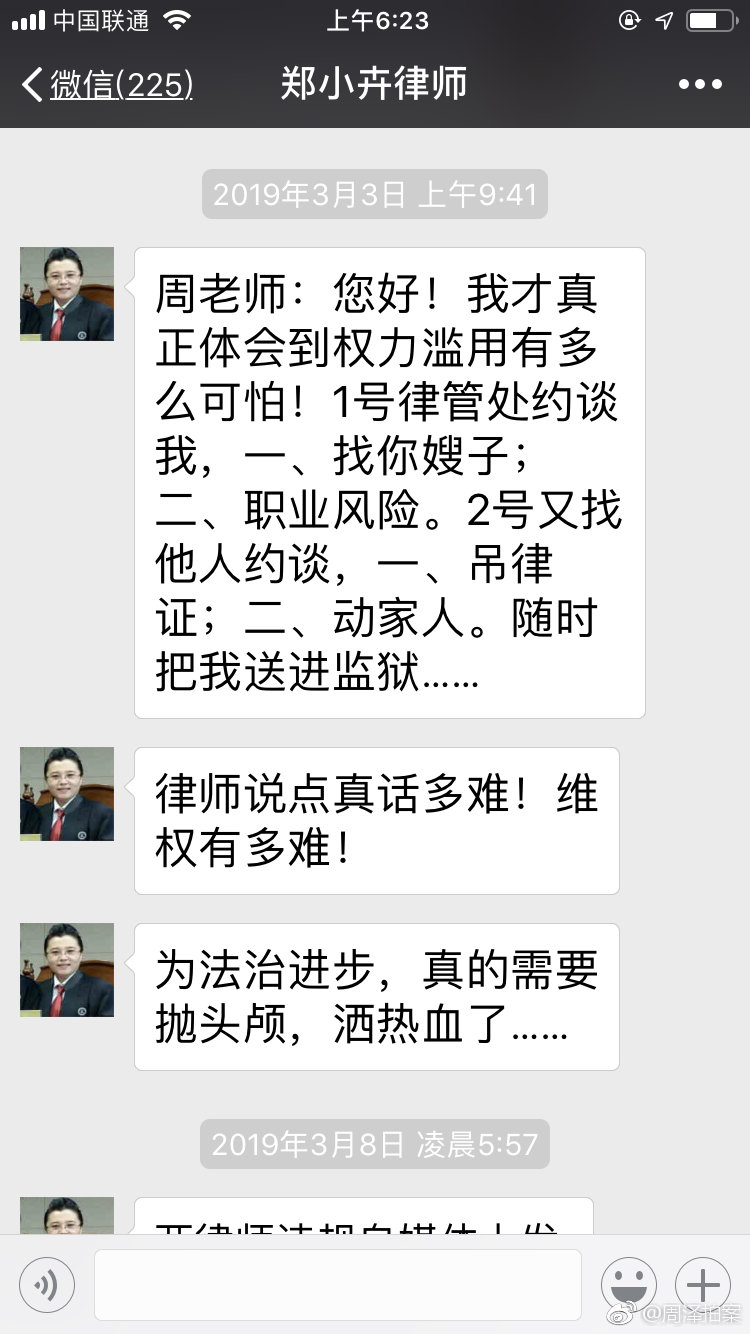 中国联通
上午6:23
微信(225)
郑小卉律师
2019年3月3日 上午9:41
周老师：您好！我才真
正体会到权力滥用有多
么可怕！1号律管处约谈
我，一、找你嫂子；
二、职业风险。2号又找
他人约谈，一、吊律
证；二、动家人。随时
把我送进监狱……
律师说点真话多难！维
权有多难！
为法治进步，真的需要
抛头颅，洒热血了……
2019年3月8日 凌晨5:57
@周泽拍案